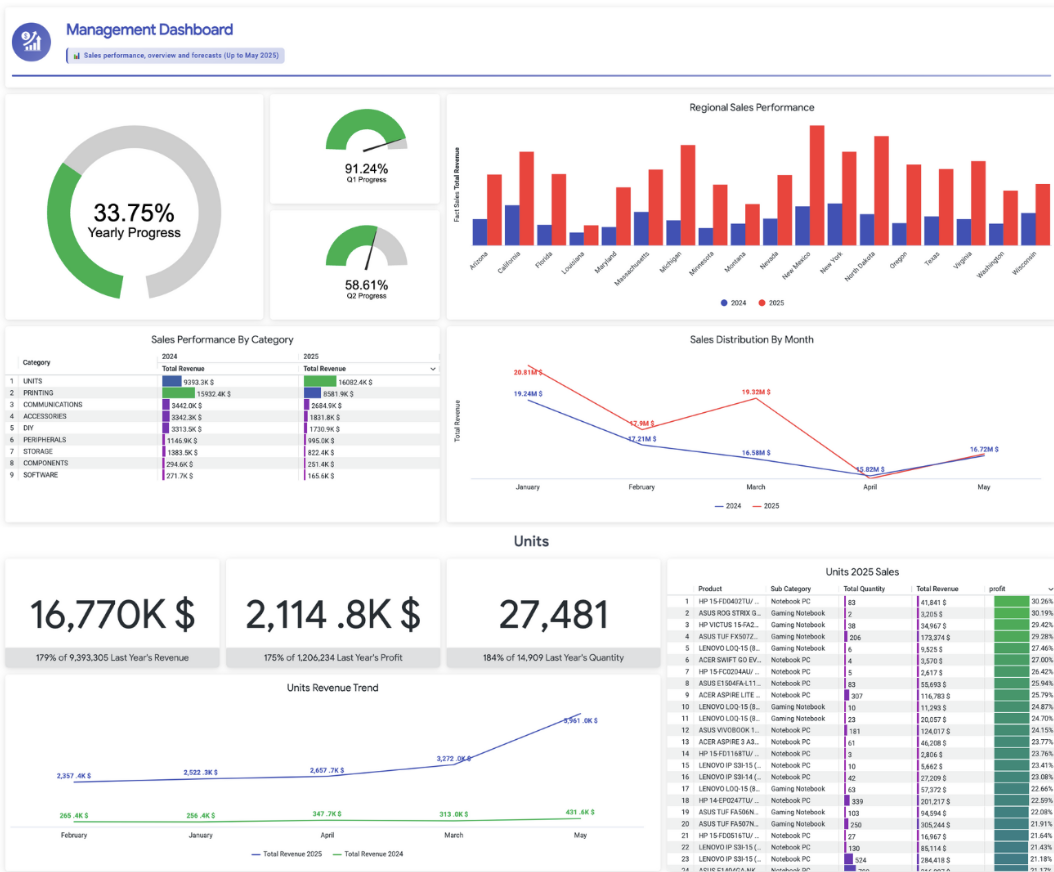 Management Dashboard
Sales performance, overview and forecasts (Up to May 2025)
33.75%
Yearly Progress
91.24%
Q1 Progress
58.61%
Q2 Progress
Regional Sales Performance
Fact Sales Total Revenue
Arizona California Florida Louisiana Maryland Massachusetts Michigan Minnesota Montana Nevada New Mexico New York North Dakota Oregon Texas Virginia Washington Wisconsin
2024 2025
Sales Performance By Category
2024 2025
Category Total Revenue Total Revenue
1 UNITS 9393.3K $ 16082.4K $
2 PRINTING 15932.4K $ 8581.9K $
3 COMMUNICATIONS 3442.0K $ 2684.9K $
4 ACCESSORIES 3342.3K $ 1831.8K $
5 DIY 3313.5K $ 1730.9K $
6 PERIPHERALS 1146.9K $ 995.0K $
7 STORAGE 1383.5K $ 822.4K $
8 COMPONENTS 294.6K $ 251.4K $
9 SOFTWARE 271.7K $ 165.6K $
Sales Distribution By Month
Total Revenue
20.81M $
19.24M $
17.9M $
17.21M $
19.32M $
16.58M $
15.82M $
16.72M $
January February March April May
2024 2025
Units
16,770K $
179% of 9,393,305 Last Year's Revenue
2,114 .8K $
175% of 1,206,234 Last Year's Profit
27,481
184% of 14,909 Last Year's Quantity
Units Revenue Trend
2,357 .4K $ 2,522 .3K $ 2,657 .7K $ 3,272 .0K $ 5,961 .0K $
265 .4K $ 256 .4K $ 347 .7K $ 313 .0K $ 431 .6K $
February January April March May
Total Revenue 2025 Total Revenue 2024
Units 2025 Sales
Product Sub Category Total Quantity Total Revenue profit
1 HP 15-FD0402TU/ ... Notebook PC 83 41,841 $ 30.26%
2 ASUS ROG STRIX G... Gaming Notebook 2 3,205 $ 30.19%
3 HP VICTUS 15-FA2... Gaming Notebook 38 34,967 $ 29.42%
4 ASUS TUF FX507Z... Gaming Notebook 206 173,374 $ 29.28%
5 LENOVO LOQ-15 (8... Gaming Notebook 6 9,525 $ 27.46%
6 ACER SWIFT GO EV... Notebook PC 4 3,570 $ 27.00%
7 HP 15-FC0204AU/ ... Notebook PC 5 2,617 $ 26.42%
8 ASUS E1504FA-L11... Notebook PC 83 55,693 $ 25.94%
9 ACER ASPIRE LITE ... Notebook PC 307 116,783 $ 25.79%
10 LENOVO LOQ-15 (8... Gaming Notebook 10 11,293 $ 24.87%
11 LENOVO LOQ-15 (8... Gaming Notebook 23 20,057 $ 24.70%
12 ASUS VIVOBOOK 1... Notebook PC 181 124,017 $ 24.15%
13 ACER ASPIRE 3 A3... Notebook PC 61 46,208 $ 23.77%
14 HP 15-FD1168TU/ ... Notebook PC 3 2,806 $ 23.76%
15 LENOVO IP S3I-15 (... Notebook PC 10 5,662 $ 23.41%
16 LENOVO IP S3I-14 (... Notebook PC 42 27,209 $ 23.08%
17 LENOVO LOQ-15 (8... Gaming Notebook 63 57,372 $ 22.66%
18 HP 14-EP0247TU/ ... Notebook PC 339 201,217 $ 22.59%
19 ASUS TUF FA506N... Gaming Notebook 103 94,594 $ 22.08%
20 ASUS TUF FA507N... Gaming Notebook 250 305,244 $ 21.91%
21 HP 15-FD0516TU/ ... Notebook PC 27 16,967 $ 21.64%
22 LENOVO IP S3I-15 (... Notebook PC 130 85,114 $ 21.43%
23 LENOVO IP S3I-15 (... Notebook PC 524 284,418 $ 21.18%
24 Notebook PC